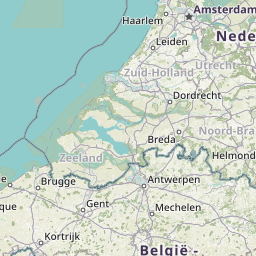 Amsterdam
Haarlem
Nede
Leiden
Utrecht
Zuid-Holland
Dordrecht
Noord-Bra
Breda
Helmond
Zeeland
Brugge
Antwerpen
que
Gent
Mechelen
Kortrijk
België -